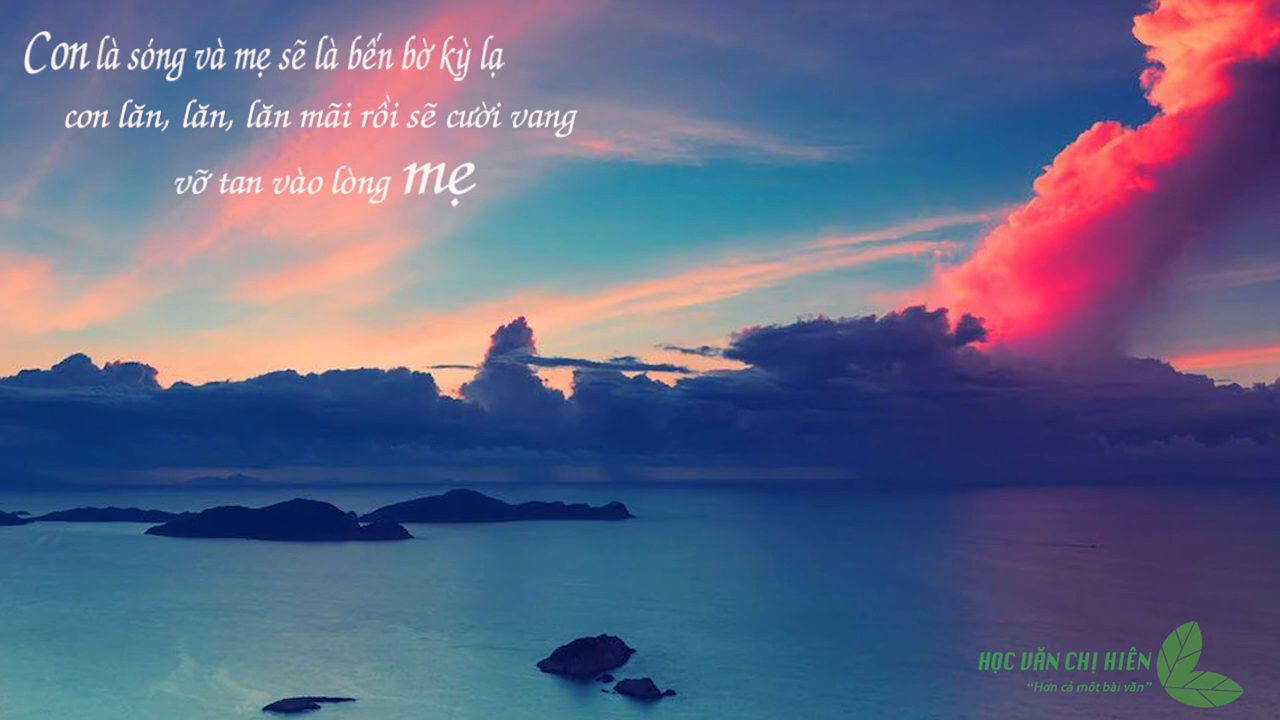 Con là sóng và mẹ sẽ là bến bờ kỳ lạ
con lăn, lăn, lăn mãi rồi sẽ cười vang
vỡ tan vào lòng mẹ
HỌC VĂN CHỊ HIÊN
“Hơn cả một bài văn”